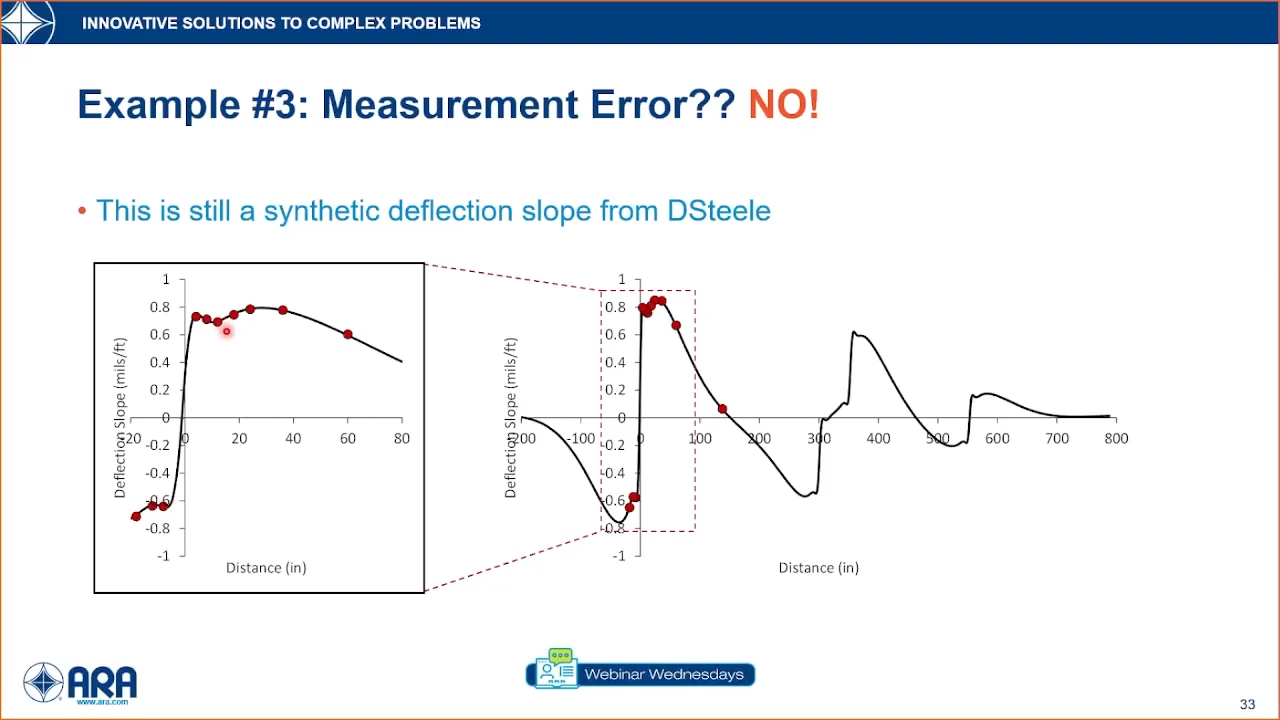 INNOVATIVE SOLUTIONS TO COMPLEX PROBLEMS
Example #3: Measurement Error?? NO!
• This is still a synthetic deflection slope from DSteele
1
0.8
0.6
0.4
0.2
0
-0.2
-0.4
-0.6
-0.8
-1
-20 0 20 40 60 80
Deflection Slope (mils/ft)
Distance (in)
1
0.8
0.6
0.4
0.2
0
-0.2
-0.4
-0.6
-0.8
-1
-200 -100 0 100 200 300 400 500 600 700 800
Deflection Slope (mils/ft)
Distance (in)
ARA
www.ara.com
ARA
Webinar Wednesdays
33